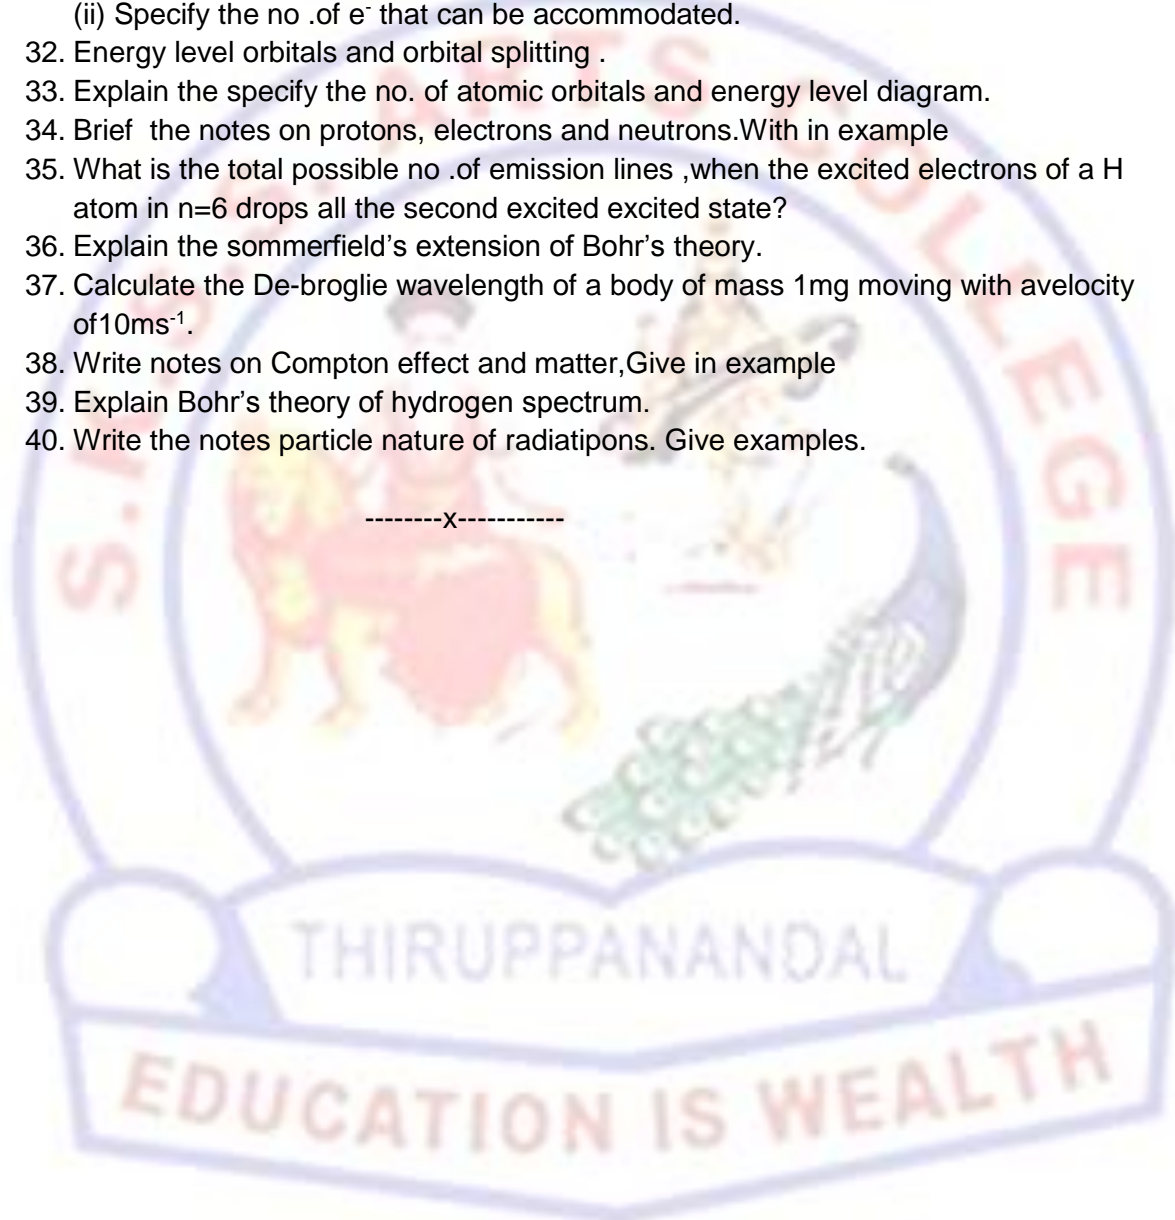 (ii) Specify the no .of e⁻ that can be accommodated.
32. Energy level orbitals and orbital splitting .
33. Explain the specify the no. of atomic orbitals and energy level diagram.
34. Brief  the notes on protons, electrons and neutrons.With in example
35. What is the total possible no .of emission lines ,when the excited electrons of a H
atom in n=6 drops all the second excited excited state?
36. Explain the sommerfield's extension of Bohr's theory.
37. Calculate the De-broglie wavelength of a body of mass 1mg moving with avelocity
of10ms⁻¹.
38. Write notes on Compton effect and matter,Give in example
39. Explain Bohr's theory of hydrogen spectrum.
40. Write the notes particle nature of radiatipons. Give examples.
--------x-----------
ARTS COLLEGE
THIRUPPANANDAL
EDUCATION IS WEALTH